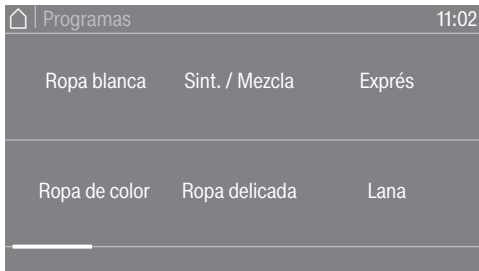 Programas 11:02
Ropa blanca Sint. / Mezcla Exprés
Ropa de color Ropa delicada Lana